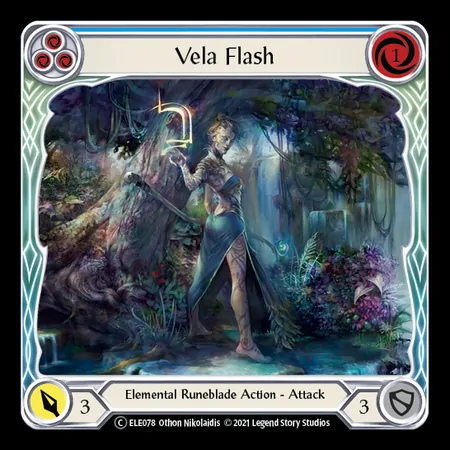 Vela Flash
1
Elemental Runeblade Action - Attack
3
3
C ELE078 Othon Nikolaidis © 2021 Legend Story Studios